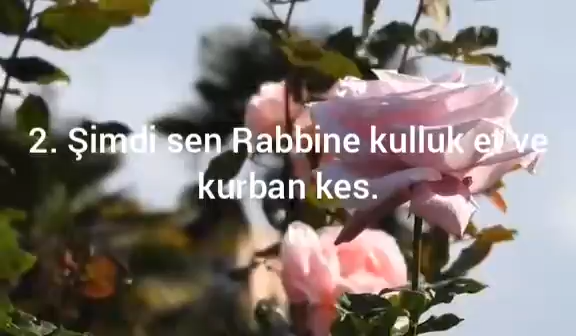 2. Şimdi sen Rabbine kulluk et ve
kurban kes.